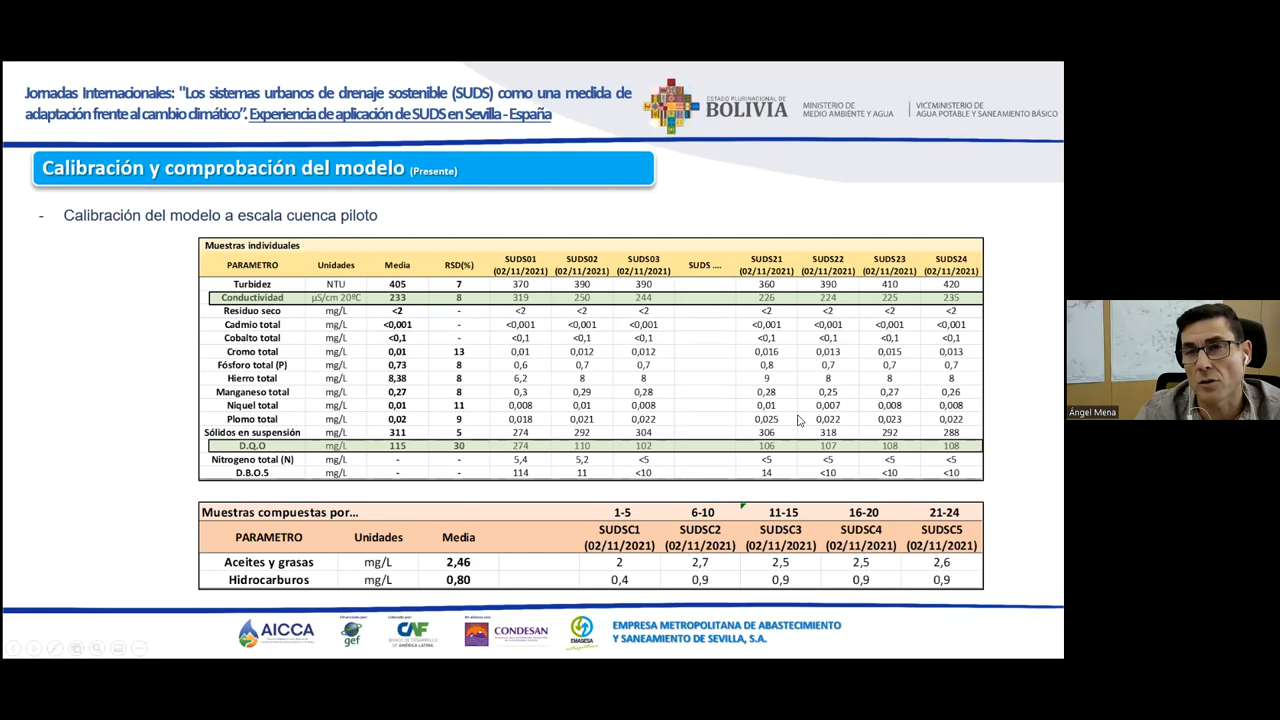 Jornadas Internacionales: "Los sistemas urbanos de drenaje sostenible (SUDS) como una medida de
adaptación frente al cambio climático". Experiencia de aplicación de SUDS en Sevilla - España
ESTADO PLURINACIONAL DE
BOLIVIA
MINISTERIO DE
MEDIO AMBIENTE Y AGUA
VICEMINISTERIO DE
AGUA POTABLE Y SANEAMIENTO BÁSICO
Calibración y comprobación del modelo (Presente)
- Calibración del modelo a escala cuenca piloto
Muestras individuales
PARAMETRO Unidades Media RSD(%) SUDS01 (02/11/2021) SUDS02 (02/11/2021) SUDS03 (02/11/2021) SUDS .... SUDS21 (02/11/2021) SUDS22 (02/11/2021) SUDS23 (02/11/2021) SUDS24 (02/11/2021)
Turbidez NTU 405 7 370 390 390 360 390 410 420
Conductividad µS/cm 20ºC 233 8 319 250 244 226 224 225 235
Residuo seco mg/L <2 - <2 <2 <2 <2 <2 <2 <2
Cadmio total mg/L <0,001 - <0,001 <0,001 <0,001 <0,001 <0,001 <0,001 <0,001
Cobalto total mg/L <0,1 - <0,1 <0,1 <0,1 <0,1 <0,1 <0,1 <0,1
Cromo total mg/L 0,01 13 0,01 0,012 0,012 0,016 0,013 0,015 0,013
Fósforo total (P) mg/L 0,73 8 0,6 0,7 0,7 0,8 0,7 0,7 0,7
Hierro total mg/L 8,38 8 6,2 8 8 9 8 8 8
Manganeso total mg/L 0,27 8 0,3 0,29 0,28 0,28 0,25 0,27 0,26
Niquel total mg/L 0,01 11 0,008 0,01 0,008 0,01 0,007 0,008 0,008
Plomo total mg/L 0,02 9 0,018 0,021 0,022 0,025 0,022 0,023 0,022
Sólidos en suspensión mg/L 311 5 274 292 304 306 318 292 288
D.Q.O mg/L 115 30 274 110 102 106 107 108 108
Nitrogeno total (N) mg/L - - 5,4 5,2 <5 <5 <5 <5 <5
D.B.O.5 mg/L - - 114 11 <10 14 <10 <10 <10
Muestras compuestas por... 1-5 6-10 11-15 16-20 21-24
PARAMETRO Unidades Media SUDSC1 (02/11/2021) SUDSC2 (02/11/2021) SUDSC3 (02/11/2021) SUDSC4 (02/11/2021) SUDSC5 (02/11/2021)
Aceites y grasas mg/L 2,46 2 2,7 2,5 2,5 2,6
Hidrocarburos mg/L 0,80 0,4 0,9 0,9 0,9 0,9
AICCA
Financiada por:
gef
Liderado por:
CAF
BANCO DE DESARROLLO
DE AMÉRICA LATINA
CONDESAN
EMASESA
EMPRESA METROPOLITANA DE ABASTECIMIENTO
Y SANEAMIENTO DE SEVILLA, S.A.
Ángel Mena